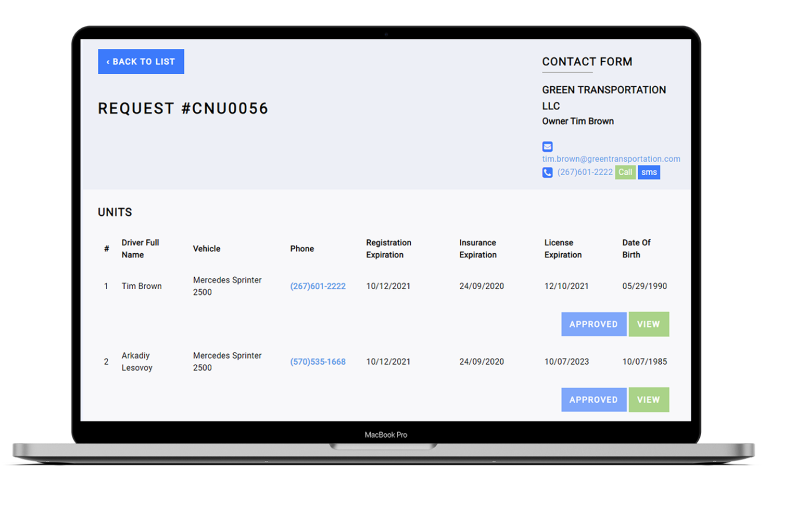 ‹ BACK TO LIST
REQUEST #CNU0056
CONTACT FORM
GREEN TRANSPORTATION
LLC
Owner Tim Brown
tim.brown@greentransportation.com
(267)601-2222 Call sms
UNITS
# Driver Full Name Vehicle Phone Registration Expiration Insurance Expiration License Expiration Date Of Birth
1 Tim Brown Mercedes Sprinter 2500 (267)601-2222 10/12/2021 24/09/2020 12/10/2021 05/29/1990
APPROVED VIEW
2 Arkadiy Lesovoy Mercedes Sprinter 2500 (570)535-1668 10/12/2021 24/09/2020 10/07/2023 10/07/1985
APPROVED VIEW
MacBook Pro